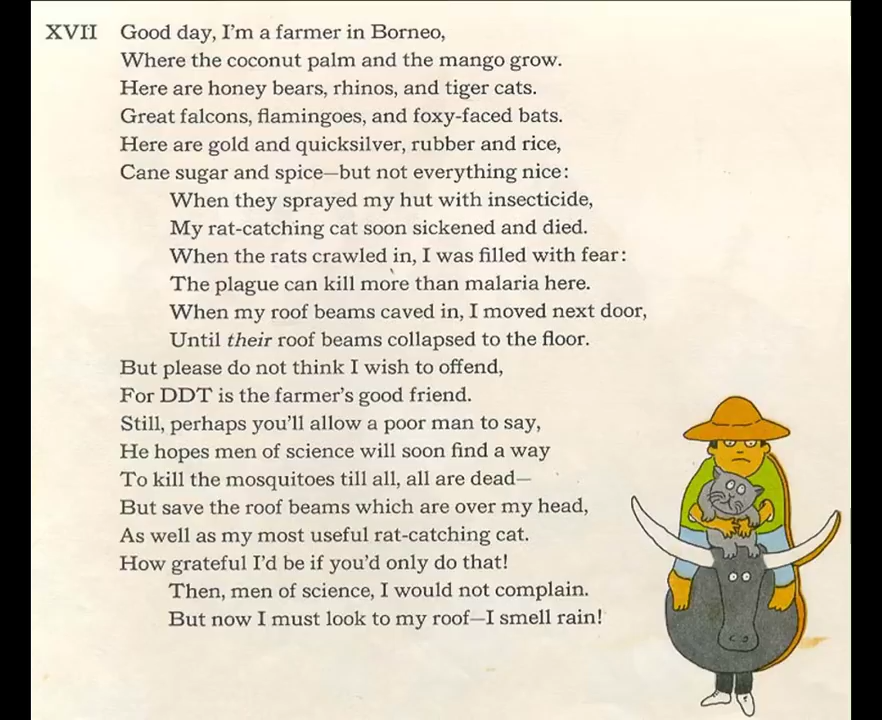 XVII Good day, I'm a farmer in Borneo,
Where the coconut palm and the mango grow.
Here are honey bears, rhinos, and tiger cats.
Great falcons, flamingoes, and foxy-faced bats.
Here are gold and quicksilver, rubber and rice,
Cane sugar and spice—but not everything nice:
When they sprayed my hut with insecticide,
My rat-catching cat soon sickened and died.
When the rats crawled in, I was filled with fear:
The plague can kill more than malaria here.
When my roof beams caved in, I moved next door,
Until their roof beams collapsed to the floor.
But please do not think I wish to offend,
For DDT is the farmer's good friend.
Still, perhaps you'll allow a poor man to say,
He hopes men of science will soon find a way
To kill the mosquitoes till all, all are dead—
But save the roof beams which are over my head,
As well as my most useful rat-catching cat.
How grateful I'd be if you'd only do that!
Then, men of science, I would not complain.
But now I must look to my roof—I smell rain!